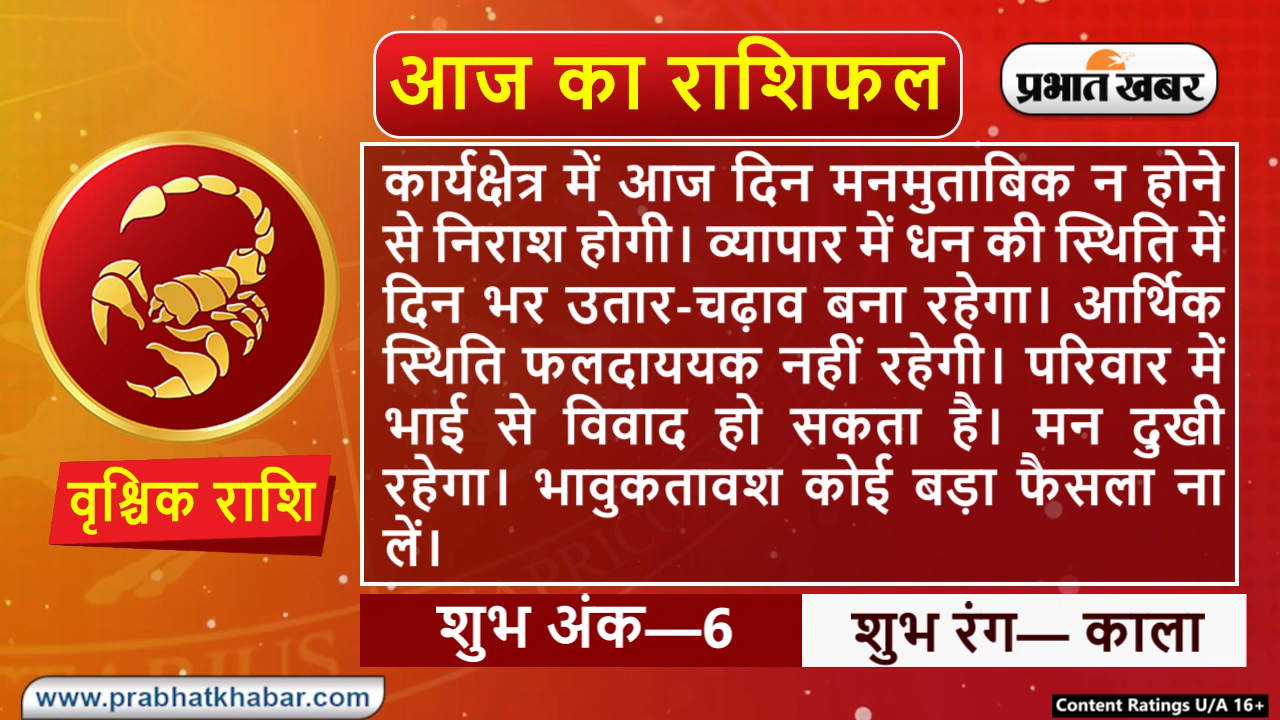 आज का राशिफल
प्रभात खबर
कार्यक्षेत्र में आज दिन मनमुताबिक न होने
से निराश होगी। व्यापार में धन की स्थिति में
दिन भर उतार-चढ़ाव बना रहेगा। आर्थिक
स्थिति फलदाययक नहीं रहेगी। परिवार में
भाई से विवाद हो सकता है। मन दुखी
रहेगा। भावुकतावश कोई बड़ा फैसला ना
लें।
वृश्चिक राशि
शुभ अंक—6
शुभ रंग— काला
www.prabhatkhabar.com
Content Ratings U/A 16+